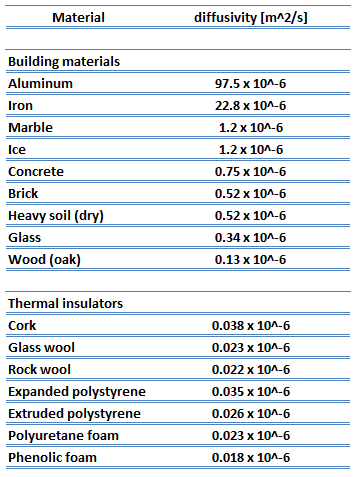 Material diffusivity [m^2/s]
Building materials
Aluminum 97.5 x 10^-6
Iron 22.8 x 10^-6
Marble 1.2 x 10^-6
Ice 1.2 x 10^-6
Concrete 0.75 x 10^-6
Brick 0.52 x 10^-6
Heavy soil (dry) 0.52 x 10^-6
Glass 0.34 x 10^-6
Wood (oak) 0.13 x 10^-6
Thermal insulators
Cork 0.038 x 10^-6
Glass wool 0.023 x 10^-6
Rock wool 0.022 x 10^-6
Expanded polystyrene 0.035 x 10^-6
Extruded polystyrene 0.026 x 10^-6
Polyuretane foam 0.023 x 10^-6
Phenolic foam 0.018 x 10^-6